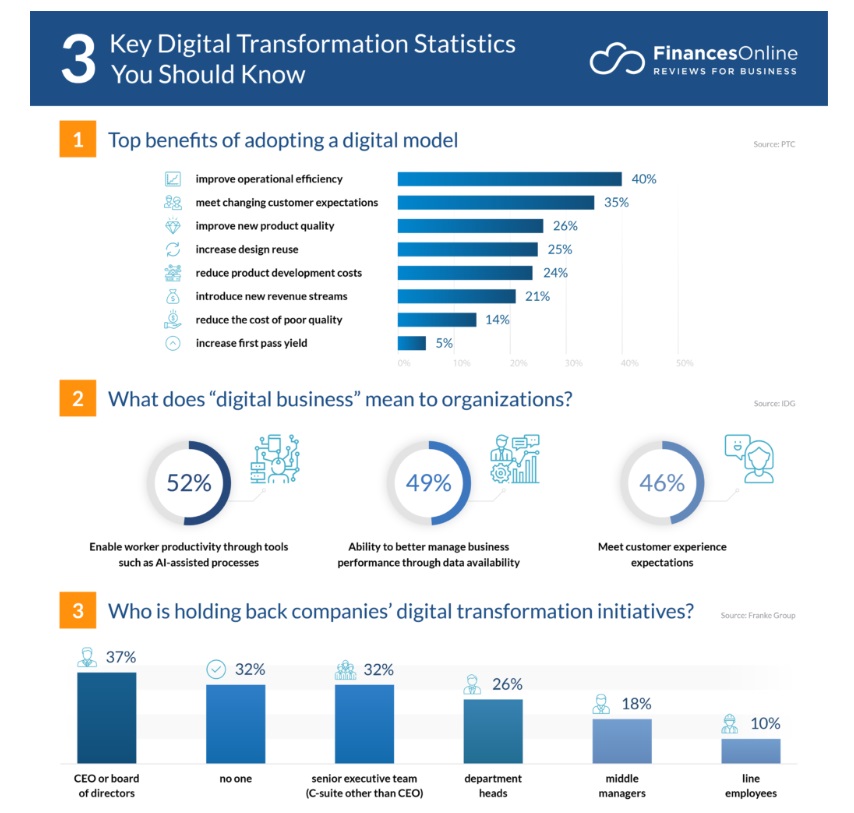 3 Key Digital Transformation Statistics
You Should Know
FinancesOnline
REVIEWS FOR BUSINESS
1 Top benefits of adopting a digital model
Source: PTC
improve operational efficiency 40%
meet changing customer expectations 35%
improve new product quality 26%
increase design reuse 25%
reduce product development costs 24%
introduce new revenue streams 21%
reduce the cost of poor quality 14%
increase first pass yield 5%
0% 10% 20% 30% 40% 50%
2 What does “digital business” mean to organizations?
Source: IDG
52% 49% 46%
Enable worker productivity through tools
such as AI-assisted processes
Ability to better manage business
performance through data availability
Meet customer experience
expectations
3 Who is holding back companies’ digital transformation initiatives?
Source: Franke Group
37% 32% 32% 26% 18% 10%
CEO or board
of directors
no one
senior executive team
(C-suite other than CEO)
department
heads
middle
managers
line
employees